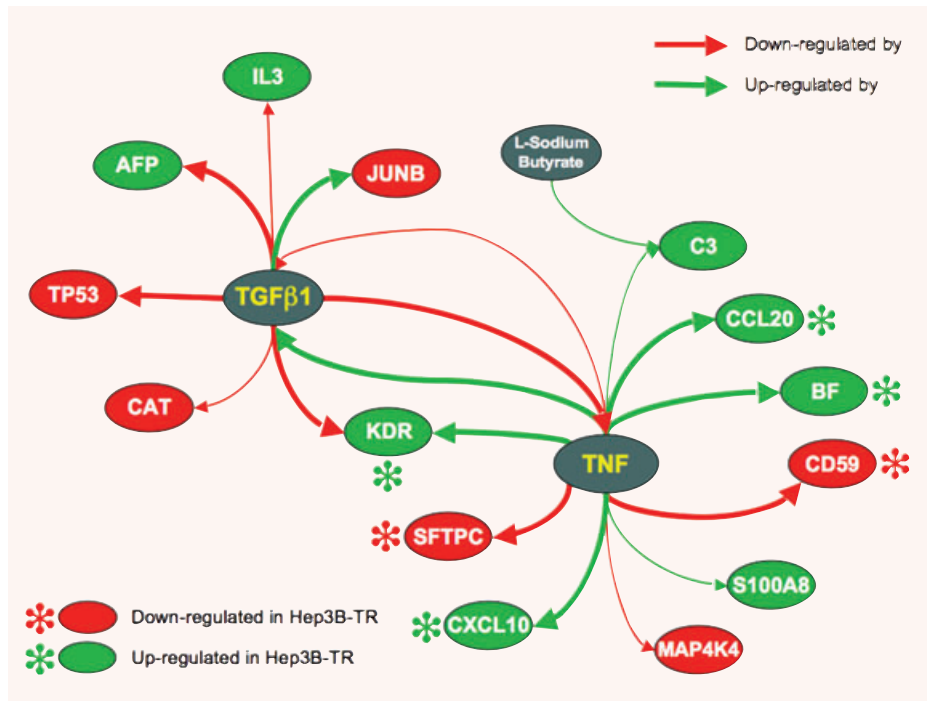 Down-regulated by
IL3
Up-regulated by
L-Sodium
Butyrate
AFP
JUNB
C3
TP53
TGFβ1
CCL20
BF
CAT
KDR
TNF
CD59
SFTPC
S100A8
Down-regulated in Hep3B-TR
CXCL10
MAP4K4
Up-regulated in Hep3B-TR